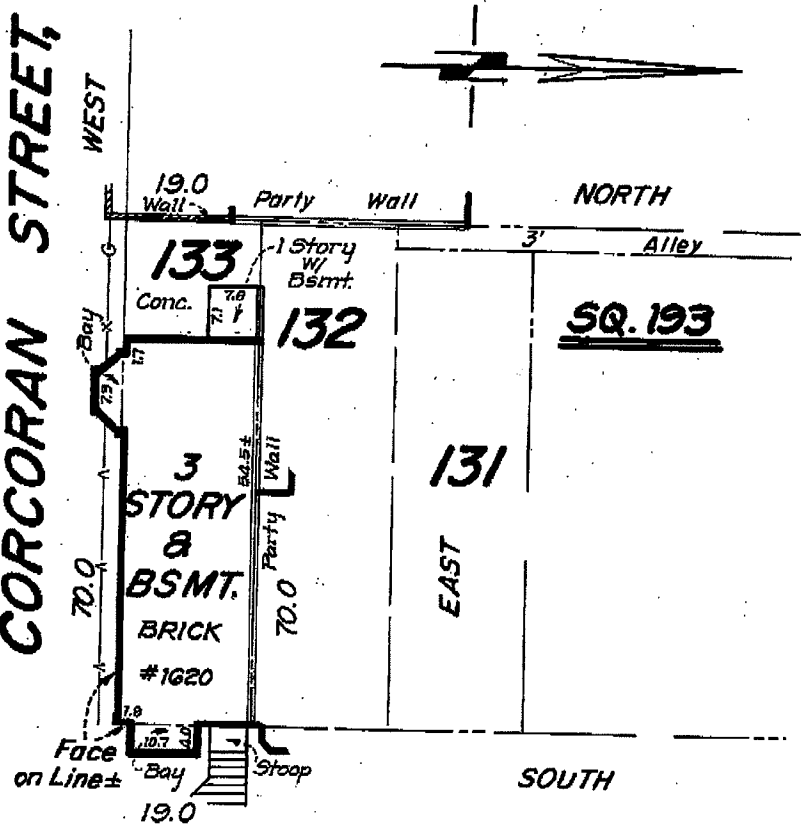 CORCORAN STREET,
WEST
19.0
Wall
Party Wall
NORTH
3' Alley
133
1 Story
W/
Bsmt.
Conc.
7.8
7.1
132
SQ. 193
Bay
1.7
7.3
54.5±
Party Wall
131
3
STORY
&
BSMT.
BRICK
#1620
70.0
70.0
EAST
1.8
10.7
4.0
Face
on Line±
Bay
Stoop
19.0
SOUTH